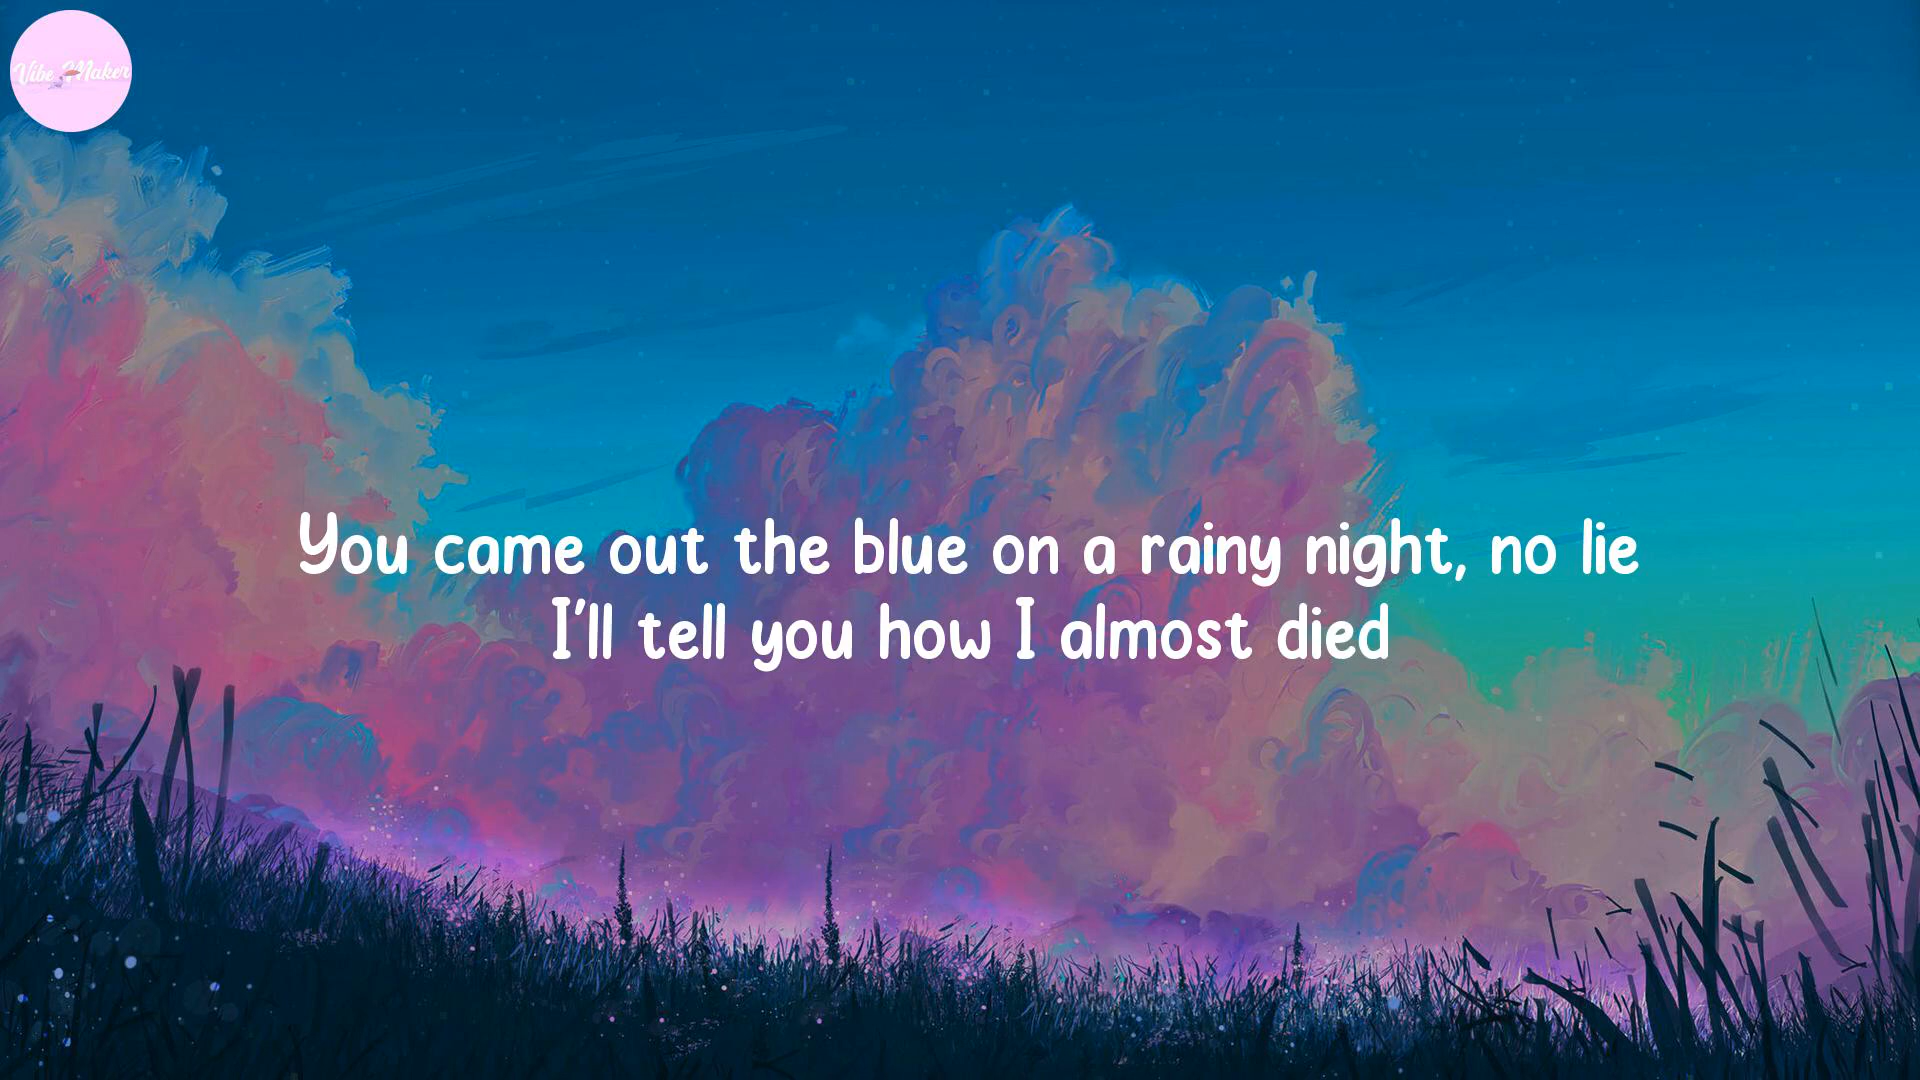 Vibe Maker
You came out the blue on a rainy night, no lie
I'll tell you how I almost died